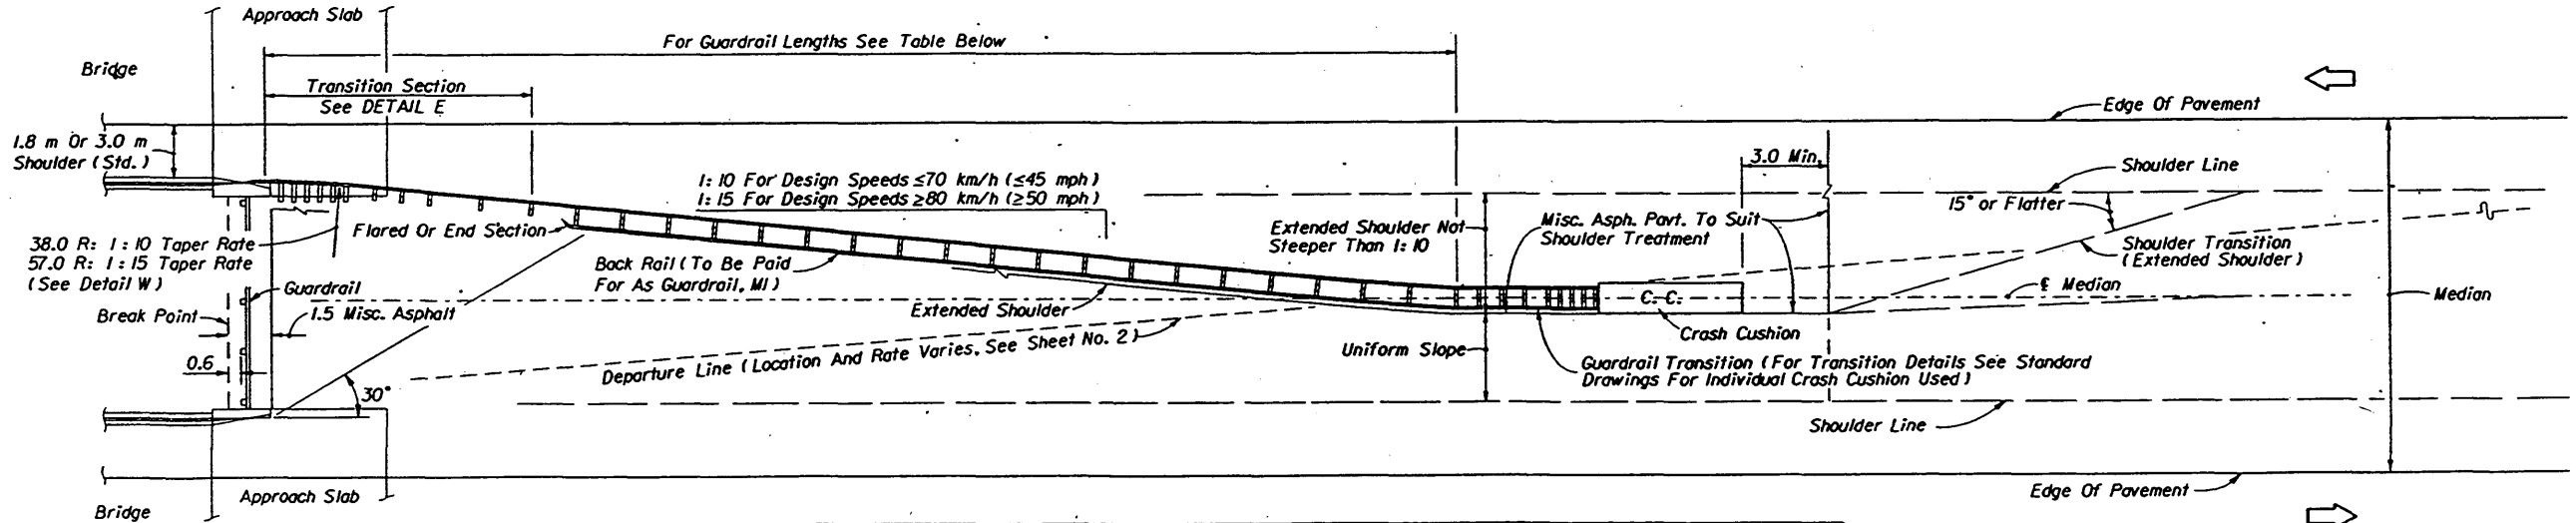 Approach Slab
For Guardrail Lengths See Table Below
Bridge
Transition Section
See DETAIL E
Edge Of Pavement
1.8 m Or 3.0 m
Shoulder (Std.)
3.0 Min.
Shoulder Line
1:10 For Design Speeds ≤70 km/h (≤45 mph)
1:15 For Design Speeds ≥80 km/h (≥50 mph)
15° or Flatter
Extended Shoulder Not
Steeper Than 1:10
Misc. Asph. Pavt. To Suit
Shoulder Treatment
Flared Or End Section
38.0 R: 1:10 Taper Rate
57.0 R: 1:15 Taper Rate
(See Detail W)
Shoulder Transition
(Extended Shoulder)
Back Rail (To Be Paid
For As Guardrail, MI)
Guardrail
C. C.
℄ Median
Median
Break Point
1.5 Misc. Asphalt
Extended Shoulder
Crash Cushion
Uniform Slope
Departure Line (Location And Rate Varies, See Sheet No. 2)
Guardrail Transition (For Transition Details See Standard
Drawings For Individual Crash Cushion Used)
0.6
30°
Shoulder Line
Approach Slab
Edge Of Pavement
Bridge